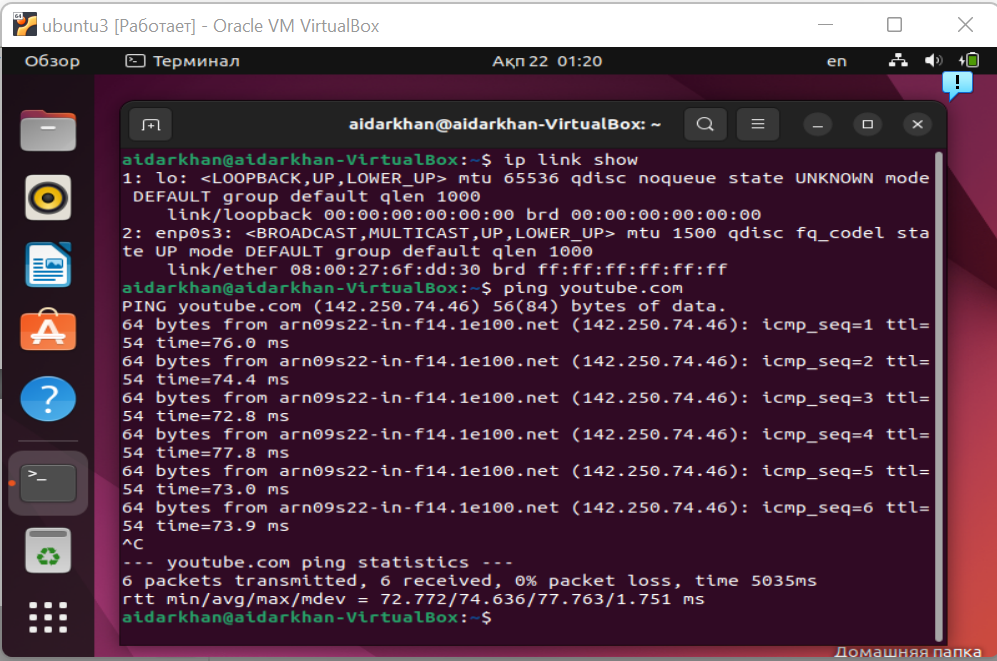 ubuntu3 [Работает] - Oracle VM VirtualBox
Обзор Терминал Ақп 22 01:20 en
aidarkhan@aidarkhan-VirtualBox: ~
aidarkhan@aidarkhan-VirtualBox:~$ ip link show
1: lo: <LOOPBACK,UP,LOWER_UP> mtu 65536 qdisc noqueue state UNKNOWN mode
DEFAULT group default qlen 1000
link/loopback 00:00:00:00:00:00 brd 00:00:00:00:00:00
2: enp0s3: <BROADCAST,MULTICAST,UP,LOWER_UP> mtu 1500 qdisc fq_codel sta
te UP mode DEFAULT group default qlen 1000
link/ether 08:00:27:6f:dd:30 brd ff:ff:ff:ff:ff:ff
aidarkhan@aidarkhan-VirtualBox:~$ ping youtube.com
PING youtube.com (142.250.74.46) 56(84) bytes of data.
64 bytes from arn09s22-in-f14.1e100.net (142.250.74.46): icmp_seq=1 ttl=
54 time=76.0 ms
64 bytes from arn09s22-in-f14.1e100.net (142.250.74.46): icmp_seq=2 ttl=
54 time=74.4 ms
64 bytes from arn09s22-in-f14.1e100.net (142.250.74.46): icmp_seq=3 ttl=
54 time=72.8 ms
64 bytes from arn09s22-in-f14.1e100.net (142.250.74.46): icmp_seq=4 ttl=
54 time=77.8 ms
64 bytes from arn09s22-in-f14.1e100.net (142.250.74.46): icmp_seq=5 ttl=
54 time=73.0 ms
64 bytes from arn09s22-in-f14.1e100.net (142.250.74.46): icmp_seq=6 ttl=
54 time=73.9 ms
^C
--- youtube.com ping statistics ---
6 packets transmitted, 6 received, 0% packet loss, time 5035ms
rtt min/avg/max/mdev = 72.772/74.636/77.763/1.751 ms
aidarkhan@aidarkhan-VirtualBox:~$
Домашняя папка